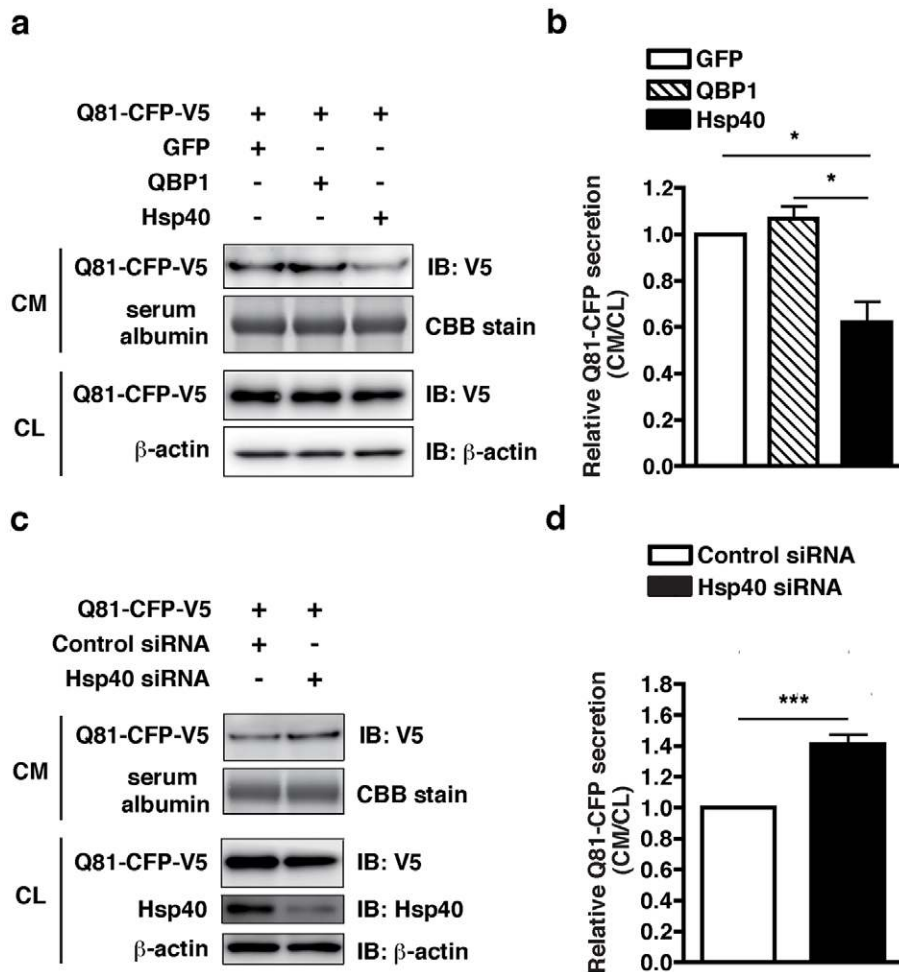 a
Q81-CFP-V5 + + +
GFP + - -
QBP1 - + -
Hsp40 - - +
CM
Q81-CFP-V5
IB: V5
serum
albumin
CBB stain
CL
Q81-CFP-V5
IB: V5
β-actin
IB: β-actin
b
GFP
QBP1
Hsp40
*
*
Relative Q81-CFP secretion
(CM/CL)
1.2
1.0
0.8
0.6
0.4
0.2
0.0
c
Q81-CFP-V5 + +
Control siRNA + -
Hsp40 siRNA - +
CM
Q81-CFP-V5
IB: V5
serum
albumin
CBB stain
CL
Q81-CFP-V5
IB: V5
Hsp40
IB: Hsp40
β-actin
IB: β-actin
d
Control siRNA
Hsp40 siRNA
***
Relative Q81-CFP secretion
(CM/CL)
1.8
1.6
1.4
1.2
1.0
0.8
0.6
0.4
0.2
0.0